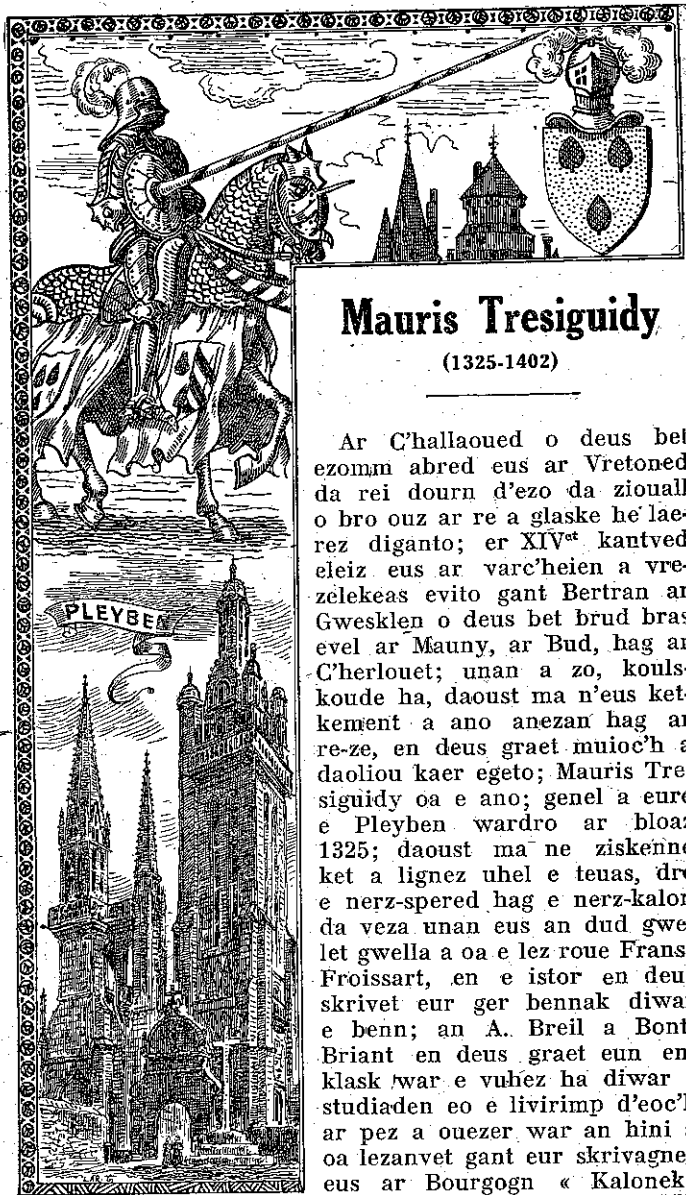 Mauris Tresiguidy
(1325-1402)
Ar C'hallaoued o deus bet
ezomm abred eus ar Vretoned
da rei dourn d'ezo da ziouall
o bro ouz ar re a glaske he lae-
rez diganto; er XIVet kantved
eleiz eus ar varc'heien a vre-
zelekeas evito gant Bertran ar
Gwesklen o deus bet brud bras
evel ar Mauny, ar Bud, hag ar
C'herlouet; unan a zo, kouls-
koude ha, daoust ma n'eus ket
kement a ano anezan hag ar
re-ze, en deus graet muioc'h a
daoliou kaer egeto; Mauris Tre-
siguidy oa e ano; genel a eure
e Pleyben wardro ar bloaz
1325; daoust ma ne ziskenne
ket a lignez uhel e teuas, dre
e nerz-spered hag e nerz-kalon
da veza unan eus an dud gwe-
let gwella a oa e lez roue Frans.
Froissart, en e istor en deus
skrivet eur ger bennak diwar
e benn; an A. Breil a Bont-
Briant en deus graet eun en-
klask war e vuhez ha diwar
studiaden eo e livirimp d'eoc'h
ar pez a ouezer war an hini a
oa lezanvet gant eur skrivagner
eus ar Bourgogn « Kalonek
PLEYBEN